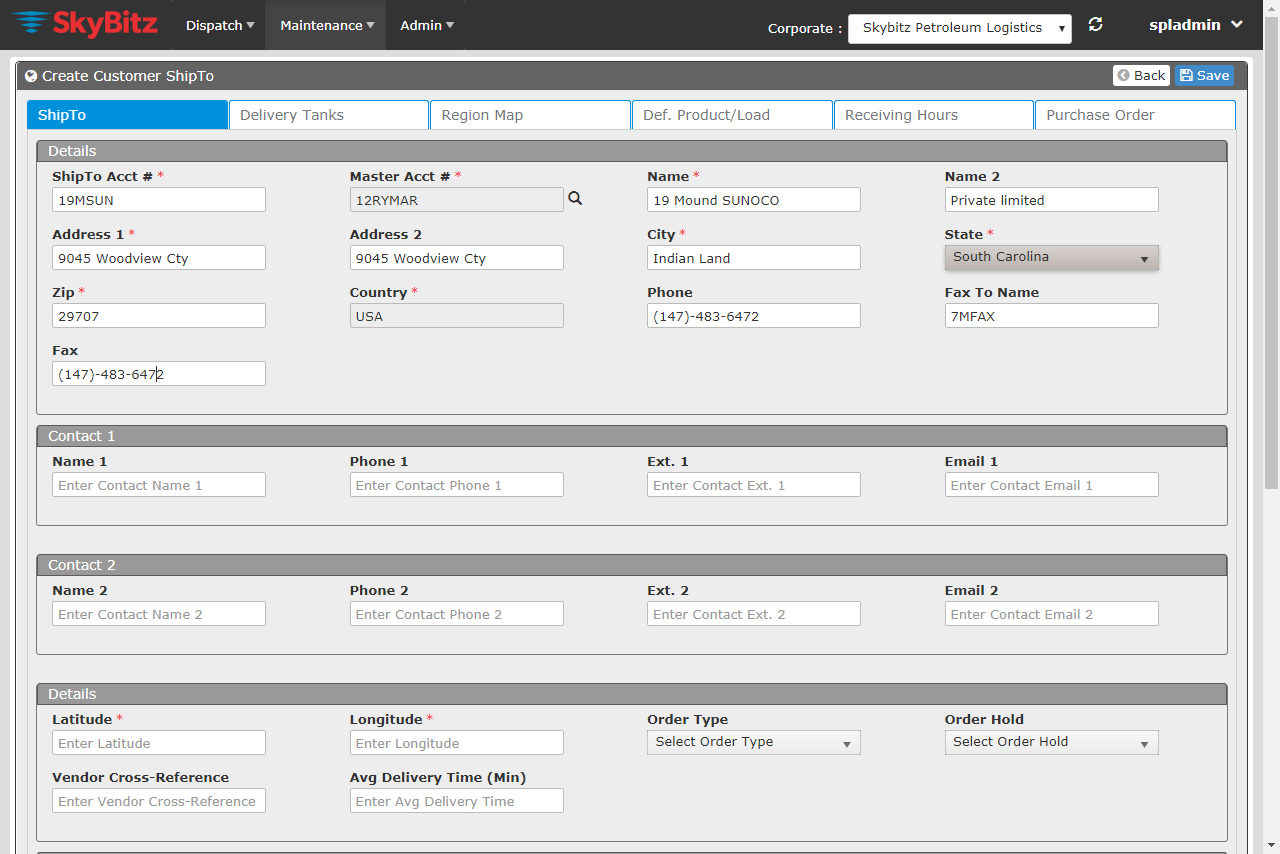 SkyBitz Dispatch Maintenance Admin Corporate : Skybitz Petroleum Logistics spladmin
Create Customer ShipTo Back Save
ShipTo Delivery Tanks Region Map Def. Product/Load Receiving Hours Purchase Order
Details
ShipTo Acct # * Master Acct # * Name * Name 2
19MSUN 12RYMAR 19 Mound SUNOCO Private limited
Address 1 * Address 2 City * State *
9045 Woodview Cty 9045 Woodview Cty Indian Land South Carolina
Zip * Country * Phone Fax To Name
29707 USA (147)-483-6472 7MFAX
Fax
(147)-483-6472
Contact 1
Name 1 Phone 1 Ext. 1 Email 1
Enter Contact Name 1 Enter Contact Phone 1 Enter Contact Ext. 1 Enter Contact Email 1
Contact 2
Name 2 Phone 2 Ext. 2 Email 2
Enter Contact Name 2 Enter Contact Phone 2 Enter Contact Ext. 2 Enter Contact Email 2
Details
Latitude * Longitude * Order Type Order Hold
Enter Latitude Enter Longitude Select Order Type Select Order Hold
Vendor Cross-Reference Avg Delivery Time (Min)
Enter Vendor Cross-Reference Enter Avg Delivery Time